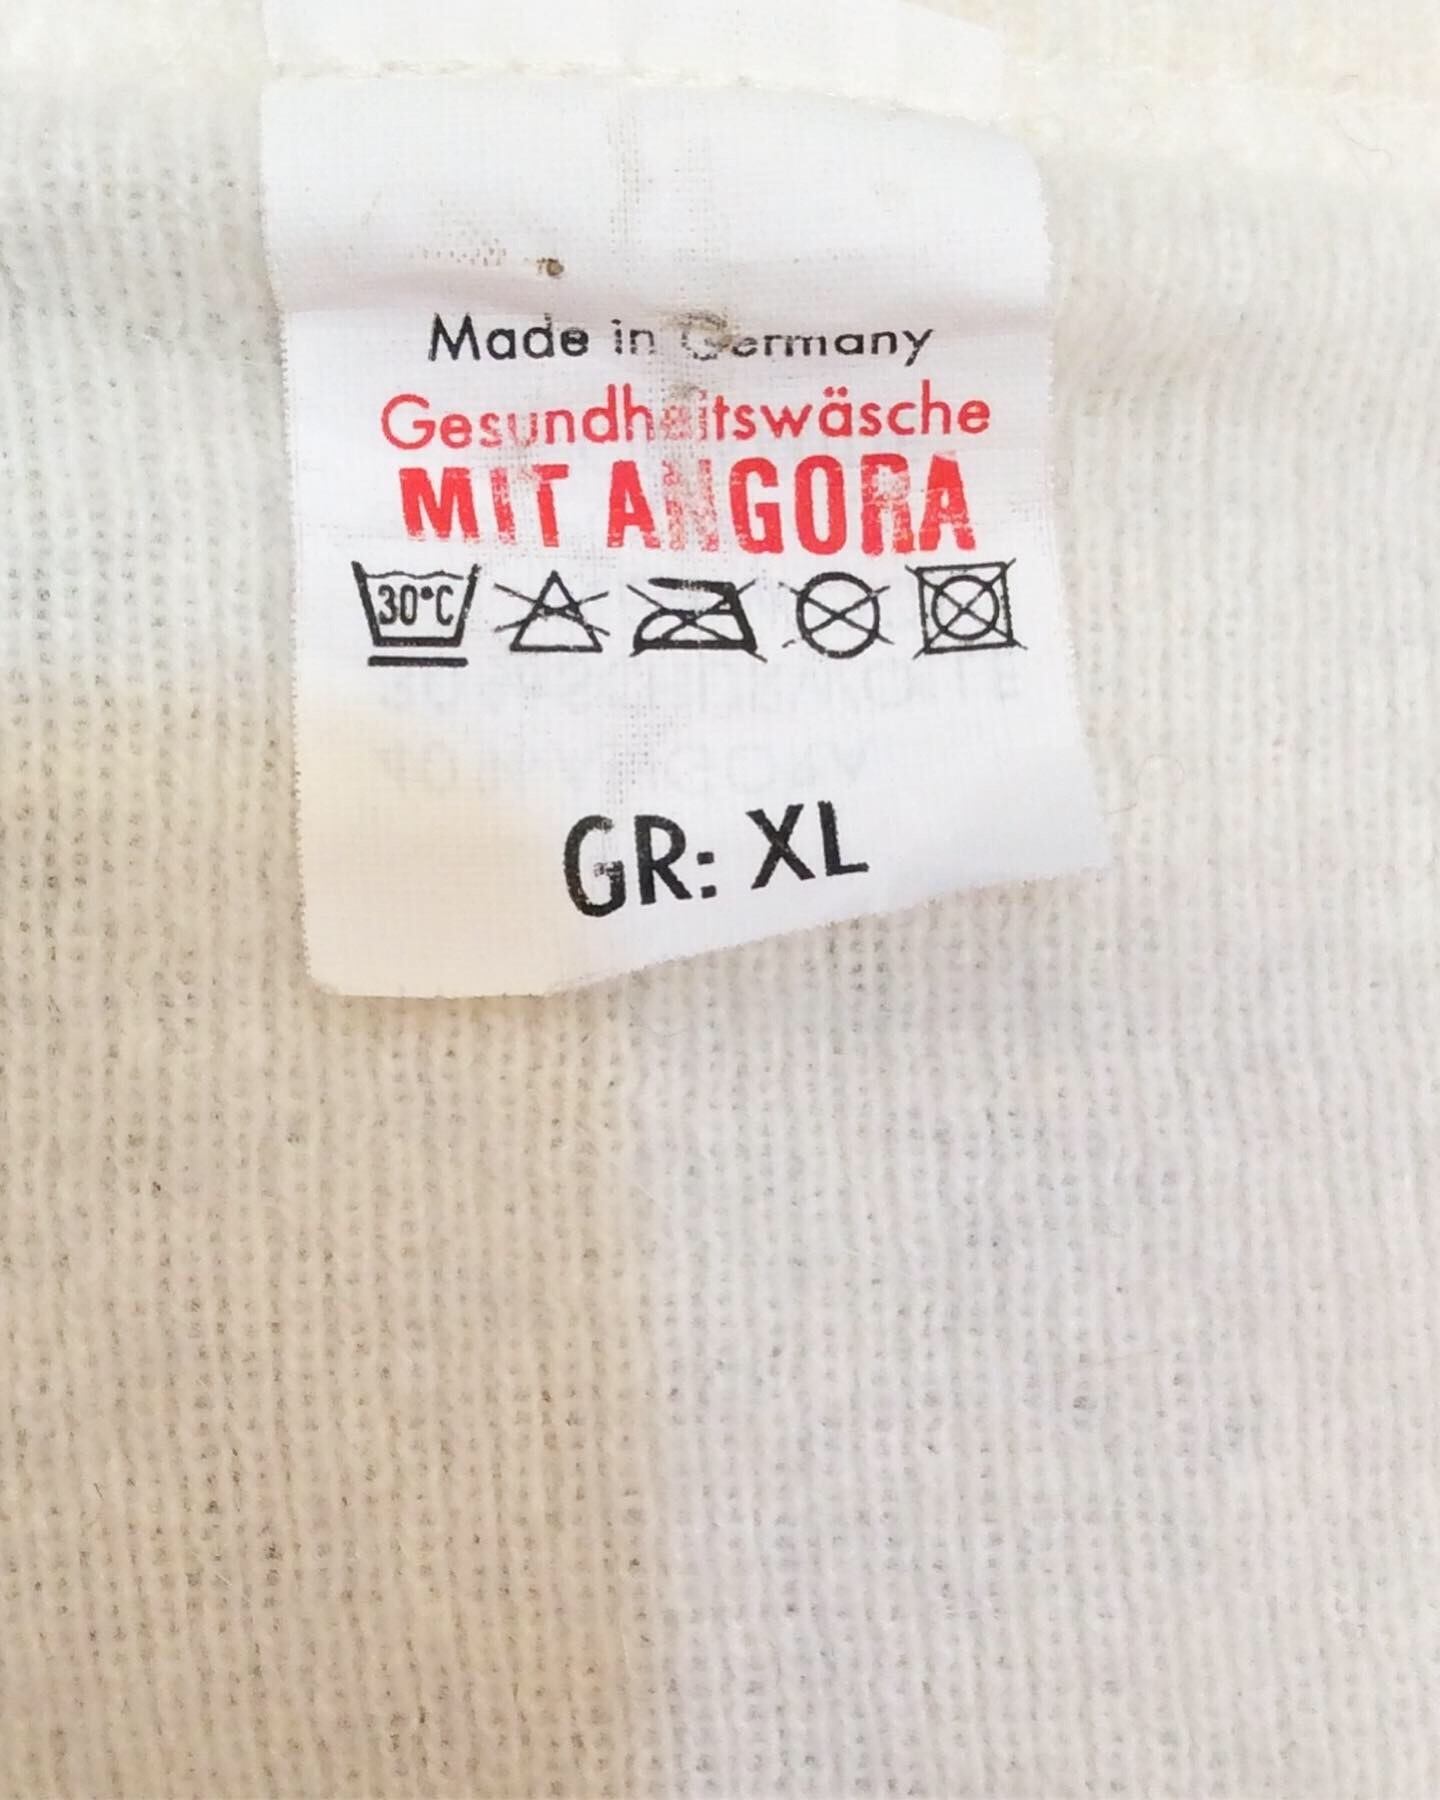 Made in Germany
Gesundheitswäsche
MIT ANGORA
30°C
GR: XL